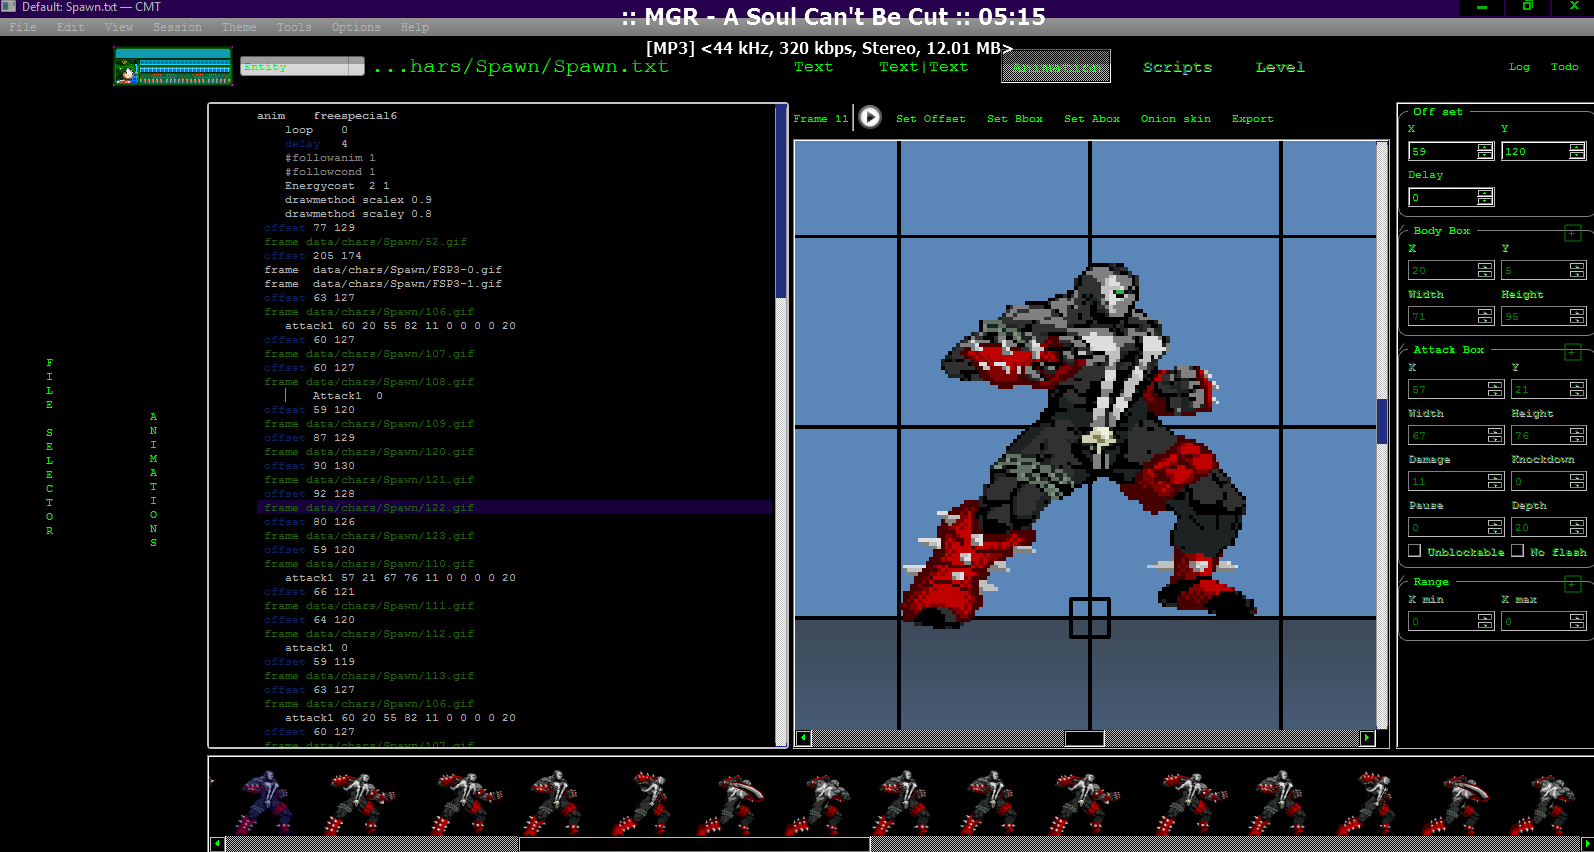 Default: Spawn.txt — CMT
:: MGR - A Soul Can't Be Cut :: 05:15
File Edit View Session Theme Tools Options Help
[MP3] <44 kHz, 320 kbps, Stereo, 12.01 MB>
Entity
...hars/Spawn/Spawn.txt
Text Text|Text Animation Scripts Level Log Todo
FILE SELECTOR
ANIMATIONS
anim freespecial6
loop 0
delay 4
#followanim 1
#followcond 1
Energycost 2 1
drawmethod scalex 0.9
drawmethod scaley 0.8
offset 77 129
frame data/chars/Spawn/52.gif
offset 205 174
frame data/chars/Spawn/FSP3-0.gif
frame data/chars/Spawn/FSP3-1.gif
offset 63 127
frame data/chars/Spawn/106.gif
attack1 60 20 55 82 11 0 0 0 0 20
offset 60 127
frame data/chars/Spawn/107.gif
offset 60 127
frame data/chars/Spawn/108.gif
Attack1 0
offset 59 120
frame data/chars/Spawn/109.gif
offset 87 129
frame data/chars/Spawn/120.gif
offset 90 130
frame data/chars/Spawn/121.gif
offset 92 128
frame data/chars/Spawn/122.gif
offset 80 126
frame data/chars/Spawn/123.gif
offset 59 120
frame data/chars/Spawn/110.gif
attack1 57 21 67 76 11 0 0 0 0 20
offset 66 121
frame data/chars/Spawn/111.gif
offset 64 120
frame data/chars/Spawn/112.gif
attack1 0
offset 59 119
frame data/chars/Spawn/113.gif
offset 63 127
frame data/chars/Spawn/106.gif
attack1 60 20 55 82 11 0 0 0 0 20
offset 60 127
frame data/chars/Spawn/107.gif
Frame 11 Set Offset Set Bbox Set Abox Onion skin Export
Off set
X Y
59 120
Delay
0
Body Box
X Y
20 5
Width Height
71 95
Attack Box
X Y
57 21
Width Height
67 76
Damage Knockdown
11 0
Pause Depth
0 20
Unblockable No flash
Range
X min X max
0 0